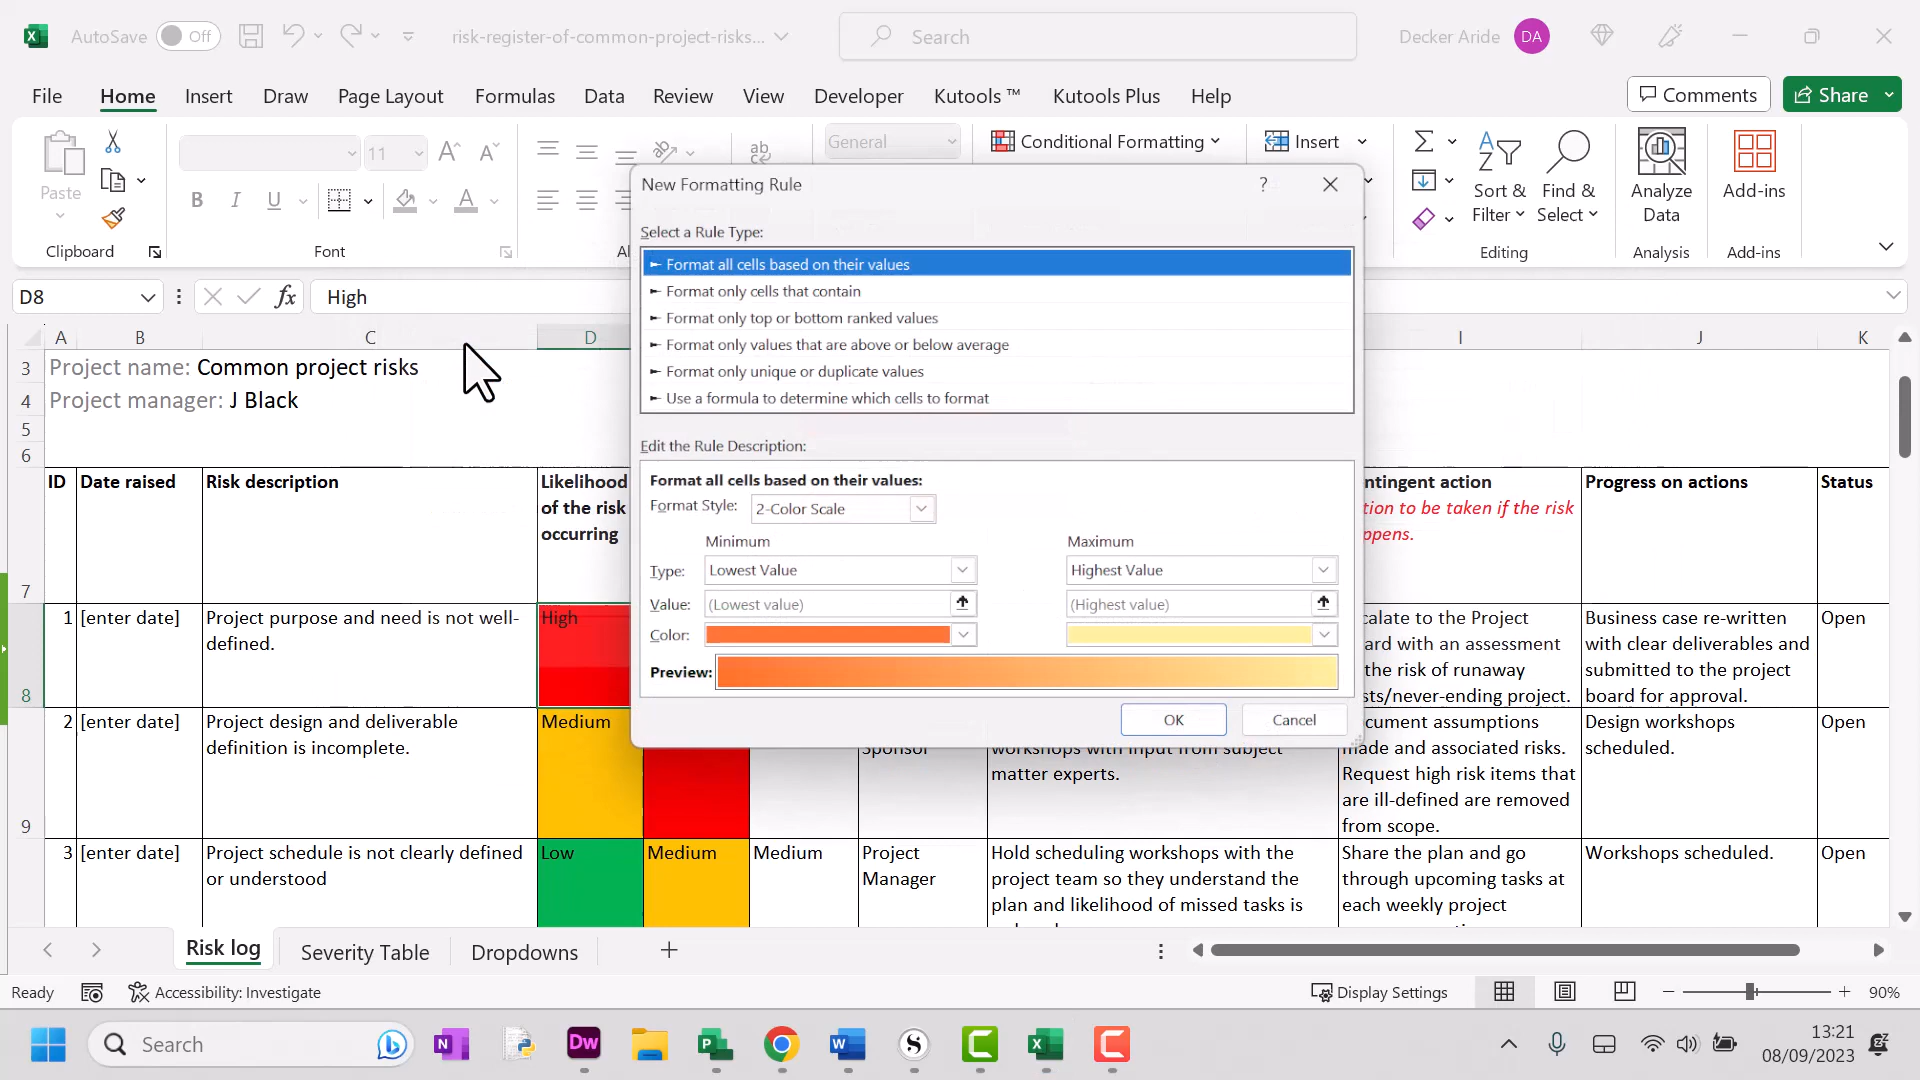 AutoSave Off
risk-register-of-common-project-risks...
Search
Decker Aride DA
File Home Insert Draw Page Layout Formulas Data Review View Developer Kutools ™ Kutools Plus Help
Comments Share
Paste
Clipboard
11
B I U A
Font
ab
General
Conditional Formatting
Insert
Sort & Filter
Find & Select
Editing
Analyze Data
Analysis
Add-ins
Add-ins
D8
fx High
A B C D I J K
3 Project name: Common project risks
4 Project manager: J Black
5
6
7
ID Date raised Risk description
Likelihood
of the risk
occurring
ntingent action
tion to be taken if the risk
ppens.
Progress on actions
Status
8
1 [enter date] Project purpose and need is not well-
defined.
High
calate to the Project
ard with an assessment
the risk of runaway
sts/never-ending project.
Business case re-written
with clear deliverables and
submitted to the project
board for approval.
Open
9
2 [enter date] Project design and deliverable
definition is incomplete.
Medium
Sponsor
workshops with input from subject
matter experts.
cument assumptions
made and associated risks.
Request high risk items that
are ill-defined are removed
from scope.
Design workshops
scheduled.
Open
3 [enter date] Project schedule is not clearly defined
or understood
Low Medium Medium
Project
Manager
Hold scheduling workshops with the
project team so they understand the
plan and likelihood of missed tasks is
Share the plan and go
through upcoming tasks at
each weekly project
Workshops scheduled.
Open
New Formatting Rule
?
Select a Rule Type:
► Format all cells based on their values
► Format only cells that contain
► Format only top or bottom ranked values
► Format only values that are above or below average
► Format only unique or duplicate values
► Use a formula to determine which cells to format
Edit the Rule Description:
Format all cells based on their values:
Format Style: 2-Color Scale
Minimum Maximum
Type: Lowest Value Highest Value
Value: (Lowest value) (Highest value)
Color:
Preview:
OK Cancel
Risk log Severity Table Dropdowns +
Ready
Accessibility: Investigate
Display Settings
90%
Search
N Dw P W S C X C
13:21
08/09/2023